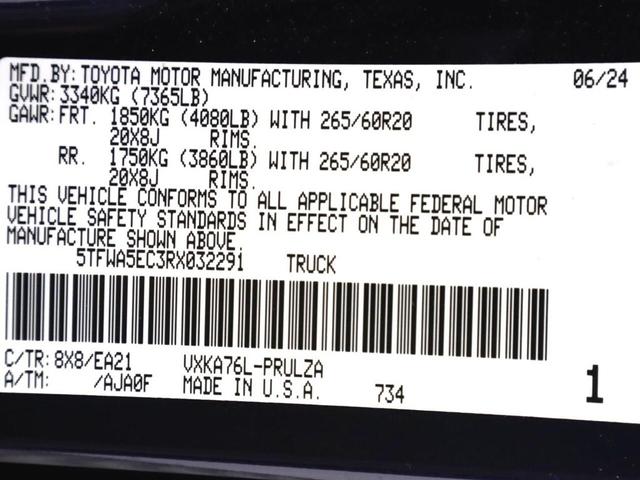 MFD.BY: TOYOTA MOTOR MANUFACTURING, TEXAS, INC. 06/24
GVWR: 3340KG (7365LB)
GAWR: FRT. 1850KG (4080LB) WITH 265/60R20 TIRES,
20X8J RIMS.
RR. 1750KG (3860LB) WITH 265/60R20 TIRES,
20X8J RIMS.
THIS VEHICLE CONFORMS TO ALL APPLICABLE FEDERAL MOTOR
VEHICLE SAFETY STANDARDS IN EFFECT ON THE DATE OF
MANUFACTURE SHOWN ABOVE.
5TFWA5EC3RX032291 TRUCK
C/TR: 8X8/EA21 VXKA76L-PRULZA
A/TM: /AJA0F MADE IN U.S.A. 734 1